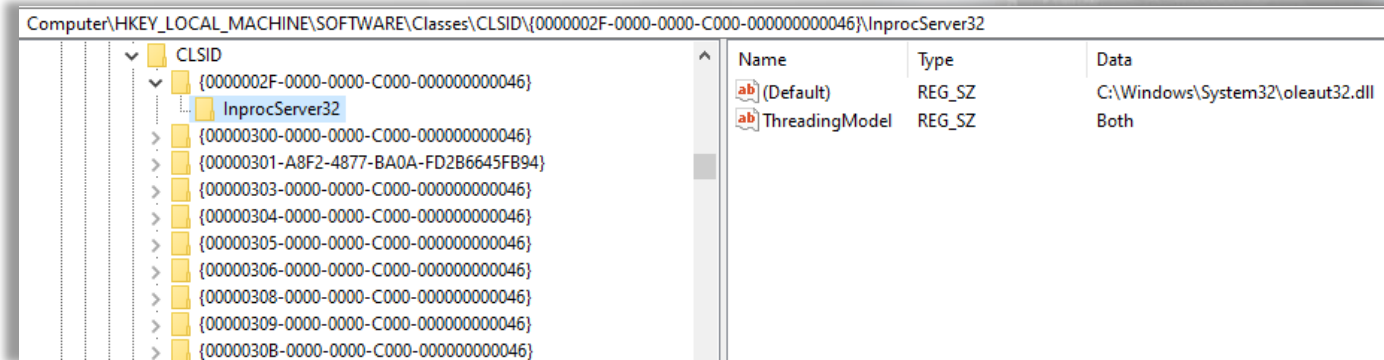 Computer\HKEY_LOCAL_MACHINE\SOFTWARE\Classes\CLSID\{0000002F-0000-0000-C000-000000000046}\InprocServer32
CLSID
{0000002F-0000-0000-C000-000000000046}
InprocServer32
{00000300-0000-0000-C000-000000000046}
{00000301-A8F2-4877-BA0A-FD2B6645FB94}
{00000303-0000-0000-C000-000000000046}
{00000304-0000-0000-C000-000000000046}
{00000305-0000-0000-C000-000000000046}
{00000306-0000-0000-C000-000000000046}
{00000308-0000-0000-C000-000000000046}
{00000309-0000-0000-C000-000000000046}
{0000030B-0000-0000-C000-000000000046}
Name Type Data
ab (Default) REG_SZ C:\Windows\System32\oleaut32.dll
ab ThreadingModel REG_SZ Both